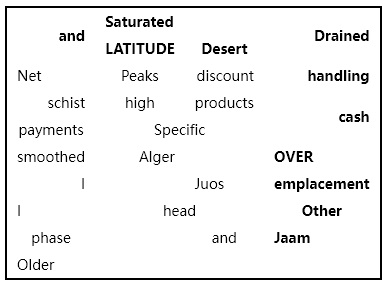 and Saturated LATITUDE Desert Drained
Net Peaks discount handling
schist high products cash
payments Specific
smoothed Alger OVER
l Juos emplacement
l head Other
phase and Jaam
Older